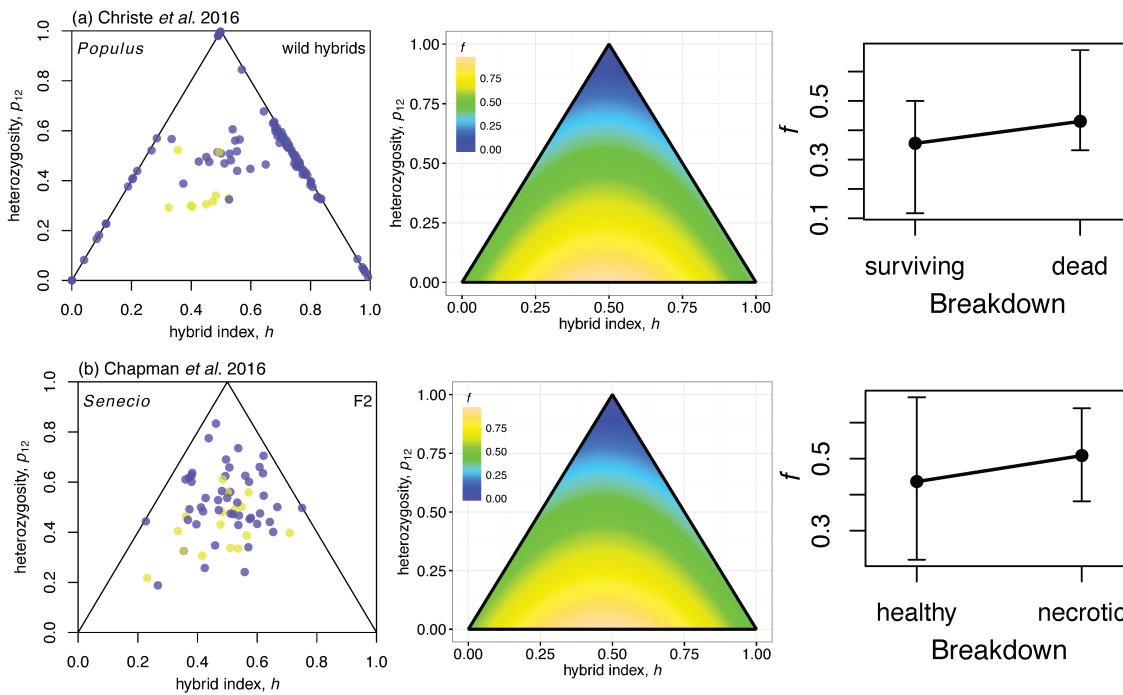 (a) Christe et al. 2016
Populus
wild hybrids
1.0
0.8
0.6
0.4
0.2
0.0
heterozygosity, p12
0.0 0.2 0.4 0.6 0.8 1.0
hybrid index, h
f
0.75
0.50
0.25
0.00
1.00
0.75
0.50
0.25
0.00
heterozygosity, p12
0.00 0.25 0.50 0.75 1.00
hybrid index, h
f
0.5
0.3
0.1
surviving dead
Breakdown
(b) Chapman et al. 2016
Senecio
F2
1.0
0.8
0.6
0.4
0.2
0.0
heterozygosity, p12
0.0 0.2 0.4 0.6 0.8 1.0
hybrid index, h
f
0.75
0.50
0.25
0.00
1.00
0.75
0.50
0.25
0.00
heterozygosity, p12
0.00 0.25 0.50 0.75 1.00
hybrid index, h
f
0.5
0.3
healthy necrotic
Breakdown